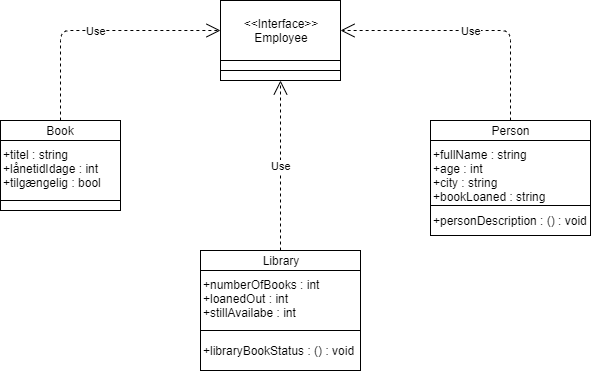 <<Interface>>
Employee
Use
Use
Book
+titel : string
+lånetidIdage : int
+tilgængelig : bool
Person
+fullName : string
+age : int
+city : string
+bookLoaned : string
+personDescription : () : void
Use
Library
+numberOfBooks : int
+loanedOut : int
+stillAvailabe : int
+libraryBookStatus : () : void